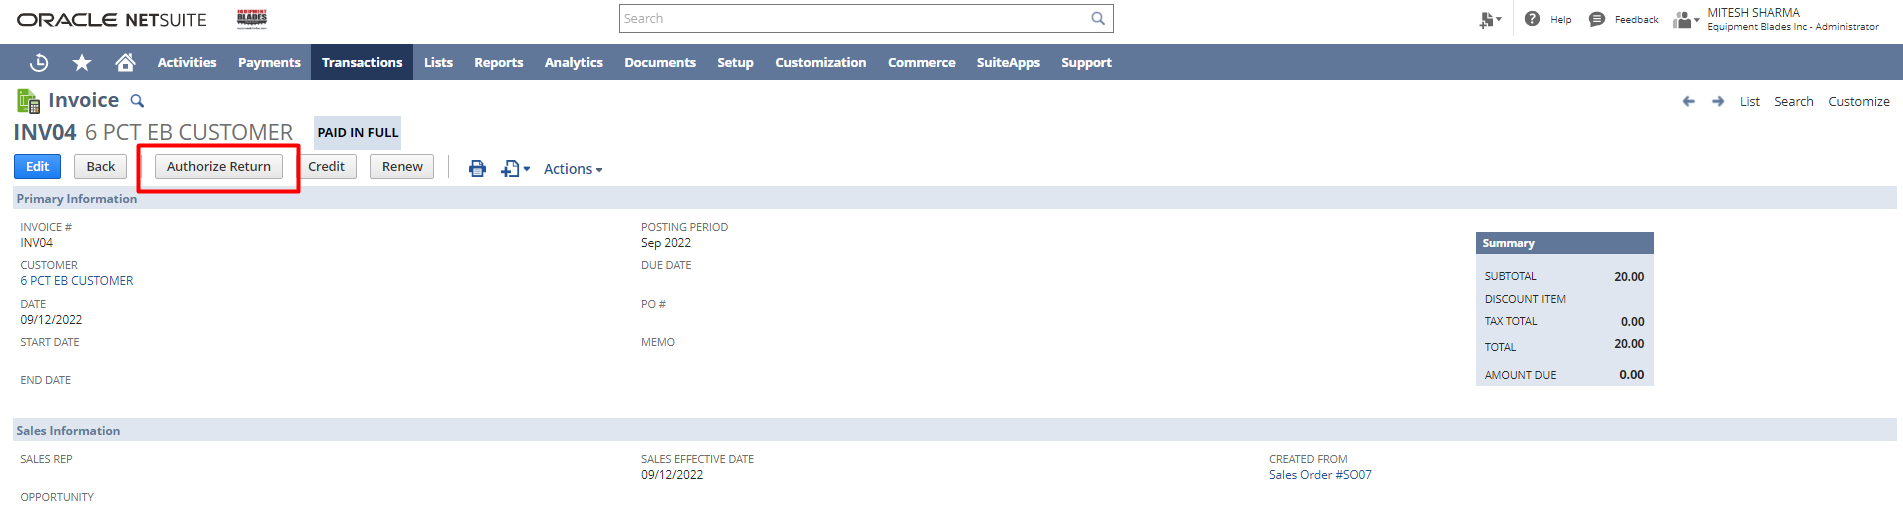 ORACLE NETSUITE
EQUIPMENT
BLADES
Search
Help
Feedback
MITESH SHARMA
Equipment Blades Inc - Administrator
Activities Payments Transactions Lists Reports Analytics Documents Setup Customization Commerce SuiteApps Support
Invoice
List Search Customize
INV04 6 PCT EB CUSTOMER PAID IN FULL
Edit Back Authorize Return Credit Renew Actions
Primary Information
INVOICE #
INV04
CUSTOMER
6 PCT EB CUSTOMER
DATE
09/12/2022
START DATE
END DATE
POSTING PERIOD
Sep 2022
DUE DATE
PO #
MEMO
Summary
SUBTOTAL 20.00
DISCOUNT ITEM
TAX TOTAL 0.00
TOTAL 20.00
AMOUNT DUE 0.00
Sales Information
SALES REP
OPPORTUNITY
SALES EFFECTIVE DATE
09/12/2022
CREATED FROM
Sales Order #SO07